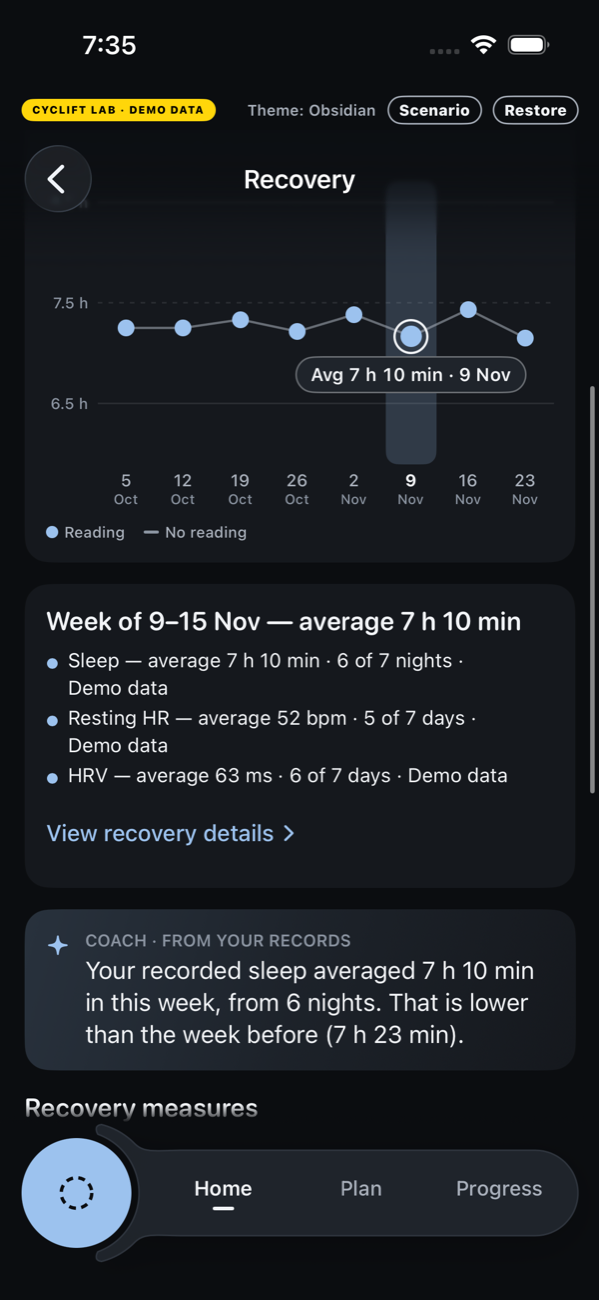 7:35
CYCLIFT LAB · DEMO DATA
Theme: Obsidian
Scenario
Restore
Recovery
7.5 h
Avg 7 h 10 min · 9 Nov
6.5 h
5 12 19 26 2 9 16 23
Oct Oct Oct Oct Nov Nov Nov Nov
Reading
No reading
Week of 9–15 Nov — average 7 h 10 min
Sleep — average 7 h 10 min · 6 of 7 nights ·
Demo data
Resting HR — average 52 bpm · 5 of 7 days ·
Demo data
HRV — average 63 ms · 6 of 7 days · Demo data
View recovery details
COACH · FROM YOUR RECORDS
Your recorded sleep averaged 7 h 10 min
in this week, from 6 nights. That is lower
than the week before (7 h 23 min).
Recovery measures
Home
Plan
Progress